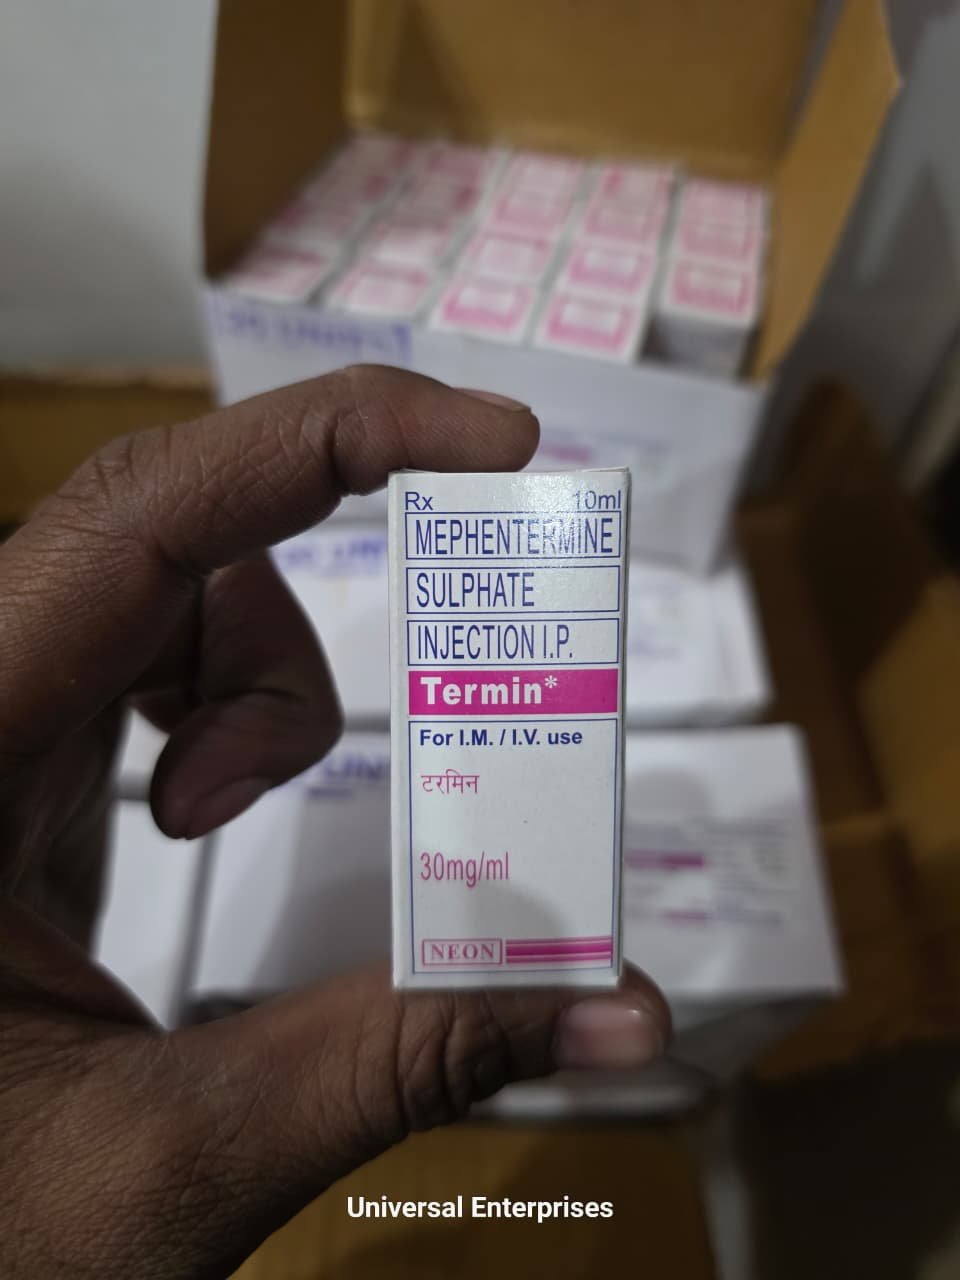 Rx 10ml
MEPHENTERMINE
SULPHATE
INJECTION I.P.
Termin*
For I.M. / I.V. use
टरमिन
30mg/ml
NEON
Universal Enterprises